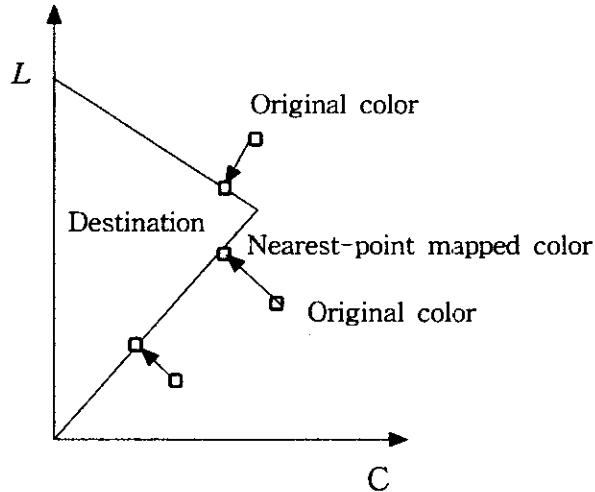 L
Original color
Destination
Nearest-point mapped color
Original color
C